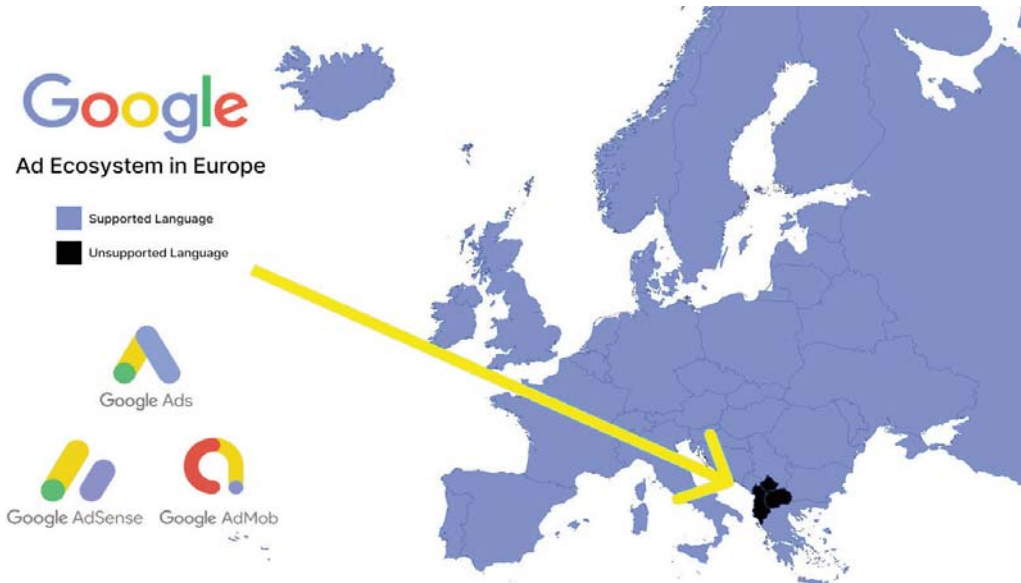 Google
Ad Ecosystem in Europe
Supported Language
Unsupported Language
Google Ads
Google AdSense
Google AdMob